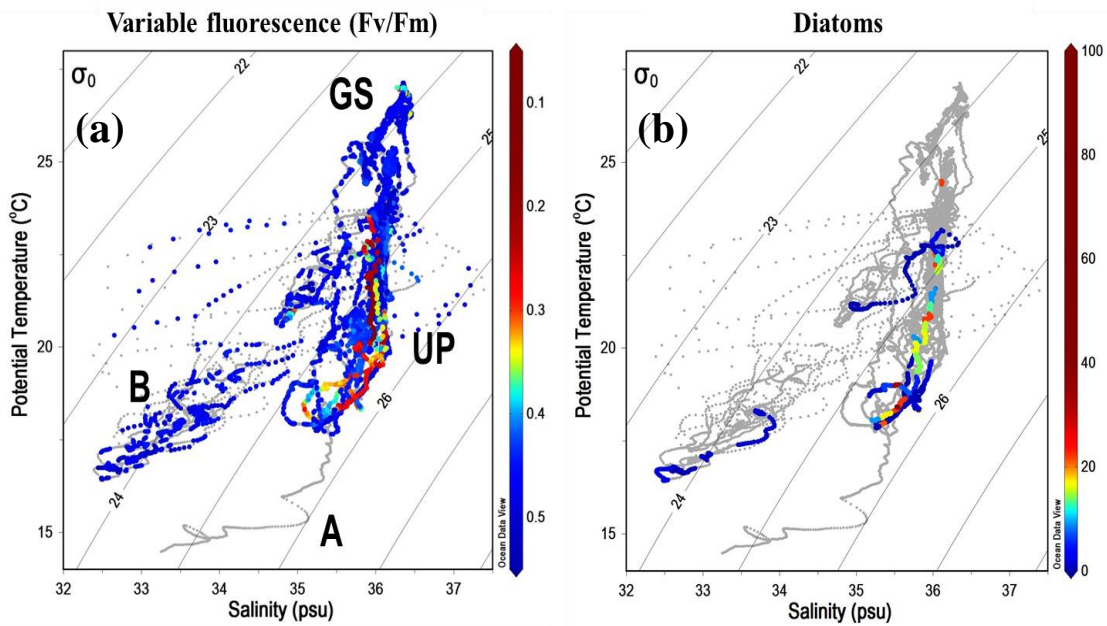 Variable fluorescence (Fv/Fm)
σ0
(a)
GS
UP
B
A
22
23
24
25
26
25
20
15
32 33 34 35 36 37
Potential Temperature (°C)
Salinity (psu)
0.1
0.2
0.3
0.4
0.5
Ocean Data View
Diatoms
σ0
(b)
22
23
24
25
26
25
20
15
32 33 34 35 36 37
Potential Temperature (°C)
Salinity (psu)
100
80
60
40
20
0
Ocean Data View